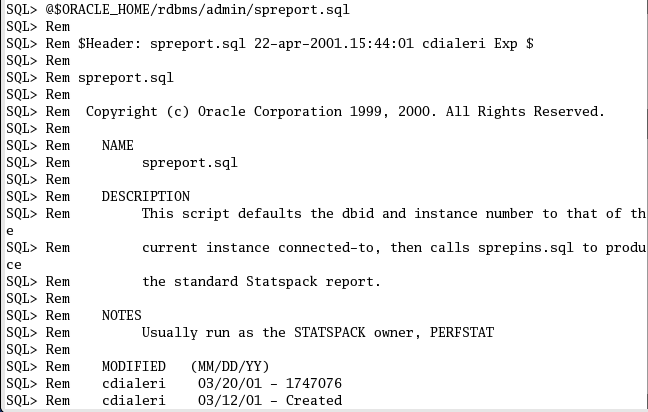 SQL> @$ORACLE_HOME/rdbms/admin/spreport.sql
SQL> Rem
SQL> Rem $Header: spreport.sql 22-apr-2001.15:44:01 cdialeri Exp $
SQL> Rem
SQL> Rem spreport.sql
SQL> Rem
SQL> Rem  Copyright (c) Oracle Corporation 1999, 2000. All Rights Reserved.
SQL> Rem
SQL> Rem    NAME
SQL> Rem         spreport.sql
SQL> Rem
SQL> Rem    DESCRIPTION
SQL> Rem         This script defaults the dbid and instance number to that of th
e
SQL> Rem         current instance connected-to, then calls sprepins.sql to produ
ce
SQL> Rem         the standard Statspack report.
SQL> Rem
SQL> Rem    NOTES
SQL> Rem         Usually run as the STATSPACK owner, PERFSTAT
SQL> Rem
SQL> Rem    MODIFIED   (MM/DD/YY)
SQL> Rem    cdialeri    03/20/01 - 1747076
SQL> Rem    cdialeri    03/12/01 - Created